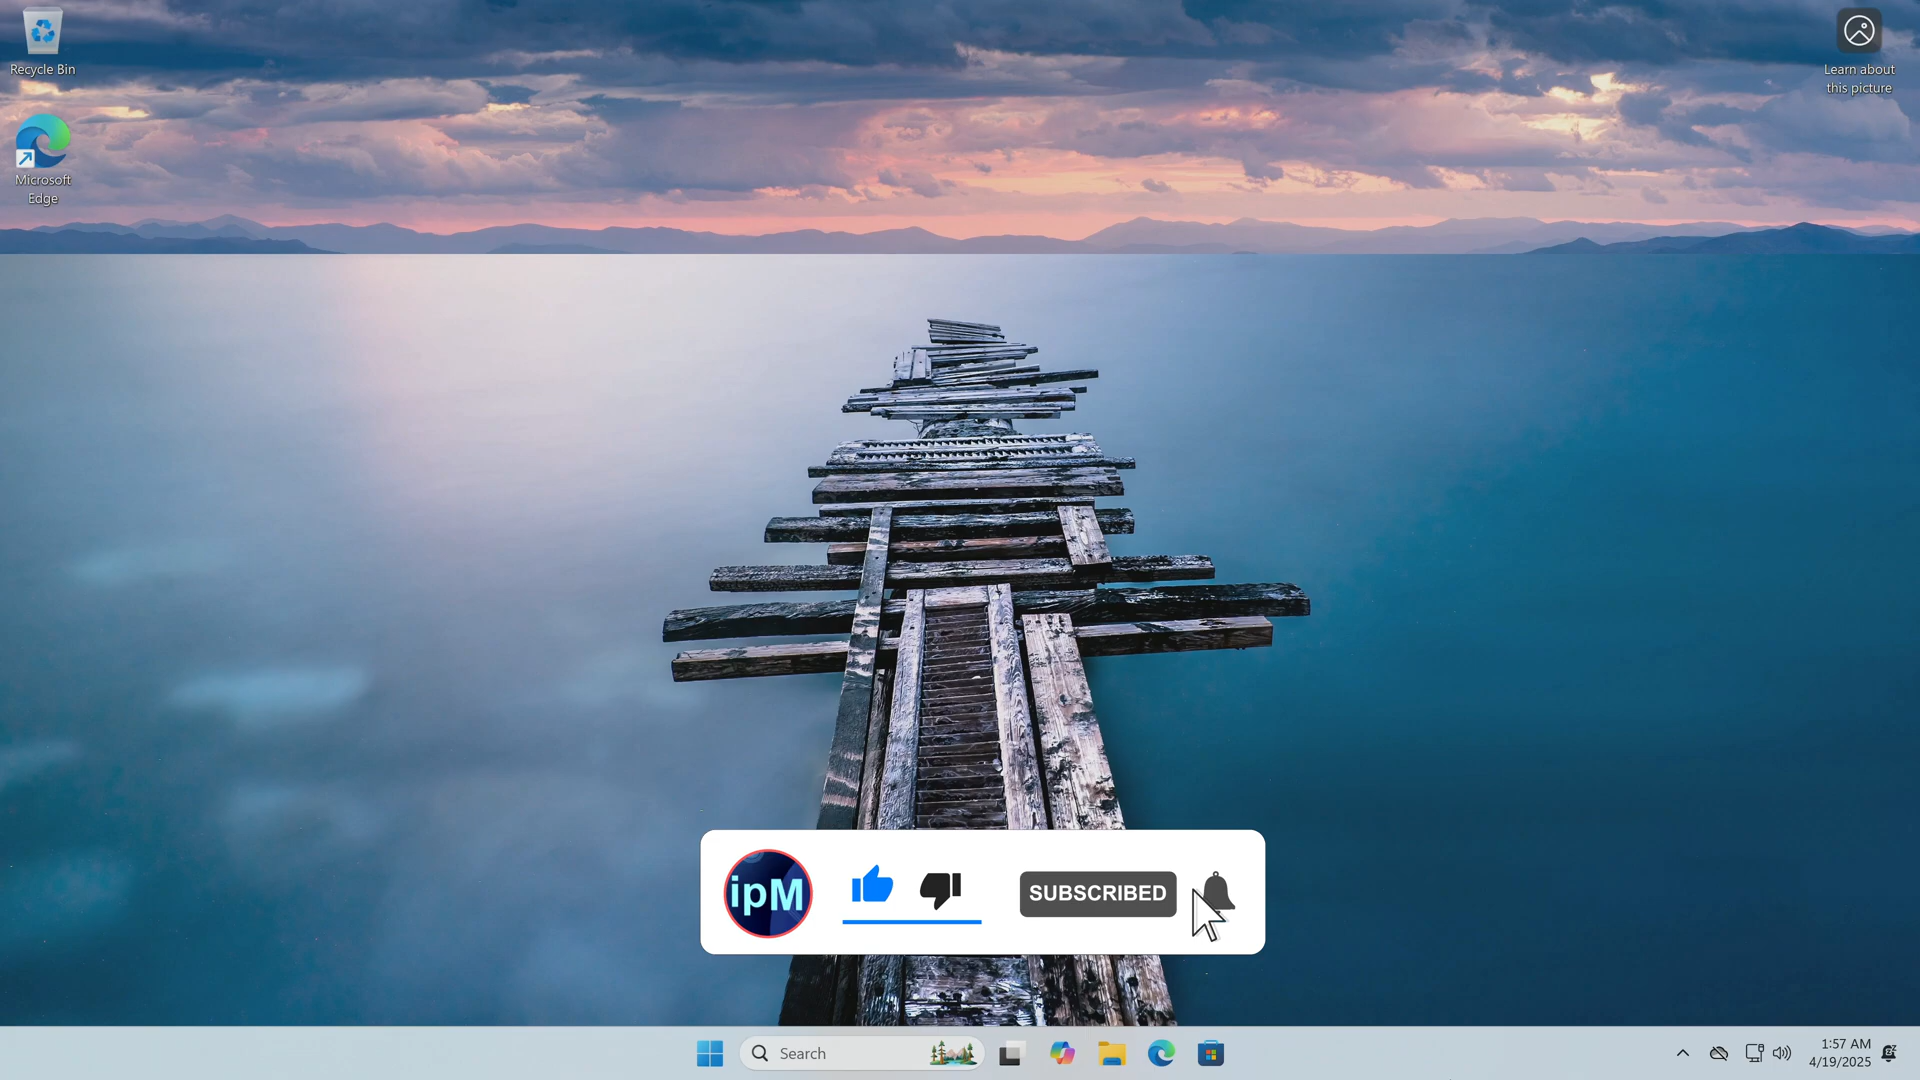 Recycle Bin
Learn about
this picture
Microsoft
Edge
ipM
SUBSCRIBED
Search
1:57 AM
4/19/2025